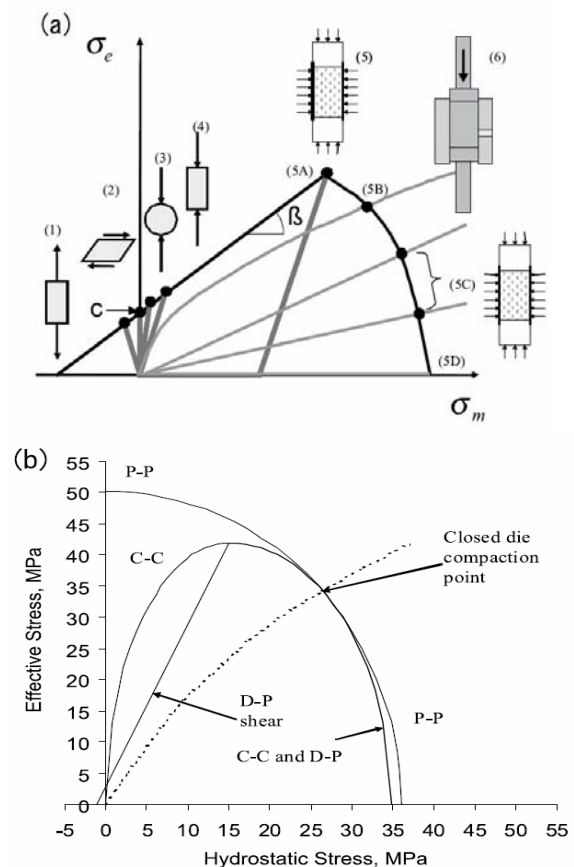 (a)
σe
(5)
(6)
(4)
(3)
(2)
(1)
(5A)
(5B)
ß
C
(5C)
(5D)
σm
(b)
55
50
45
40
35
30
25
20
15
10
5
0
Effective Stress, MPa
P-P
C-C
Closed die
compaction
point
D-P
shear
P-P
C-C and D-P
-5 0 5 10 15 20 25 30 35 40 45 50 55
Hydrostatic Stress, MPa